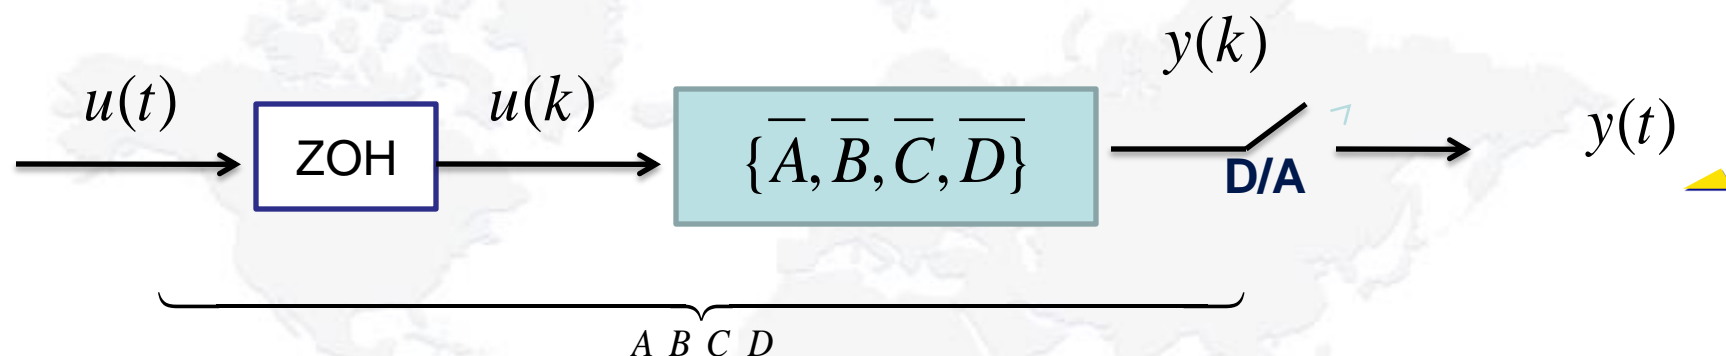 y(k)
u(t) ZOH u(k) {A̅, B̅, C̅, D̅} D/A y(t)
A B C D